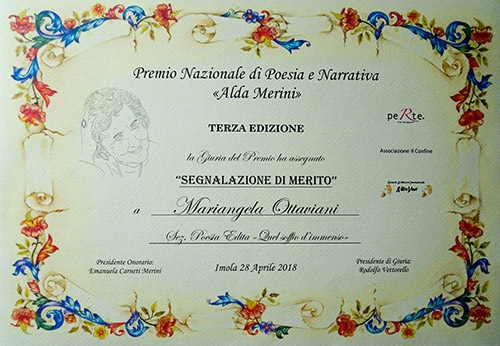 Premio Nazionale di Poesia e Narrativa
«Alda Merini»
peRte.
TERZA EDIZIONE
la Giuria del Premio ha assegnato
Associazione Il Confine
"SEGNALAZIONE DI MERITO"
a Mariangela Ottaviani
Sez. Poesia Edita «Quel soffio d'immenso»
Presidente Onorario:
Emanuela Carneti Merini
Imola 28 Aprile 2018
Presidente di Giuria:
Rodolfo Vettorello